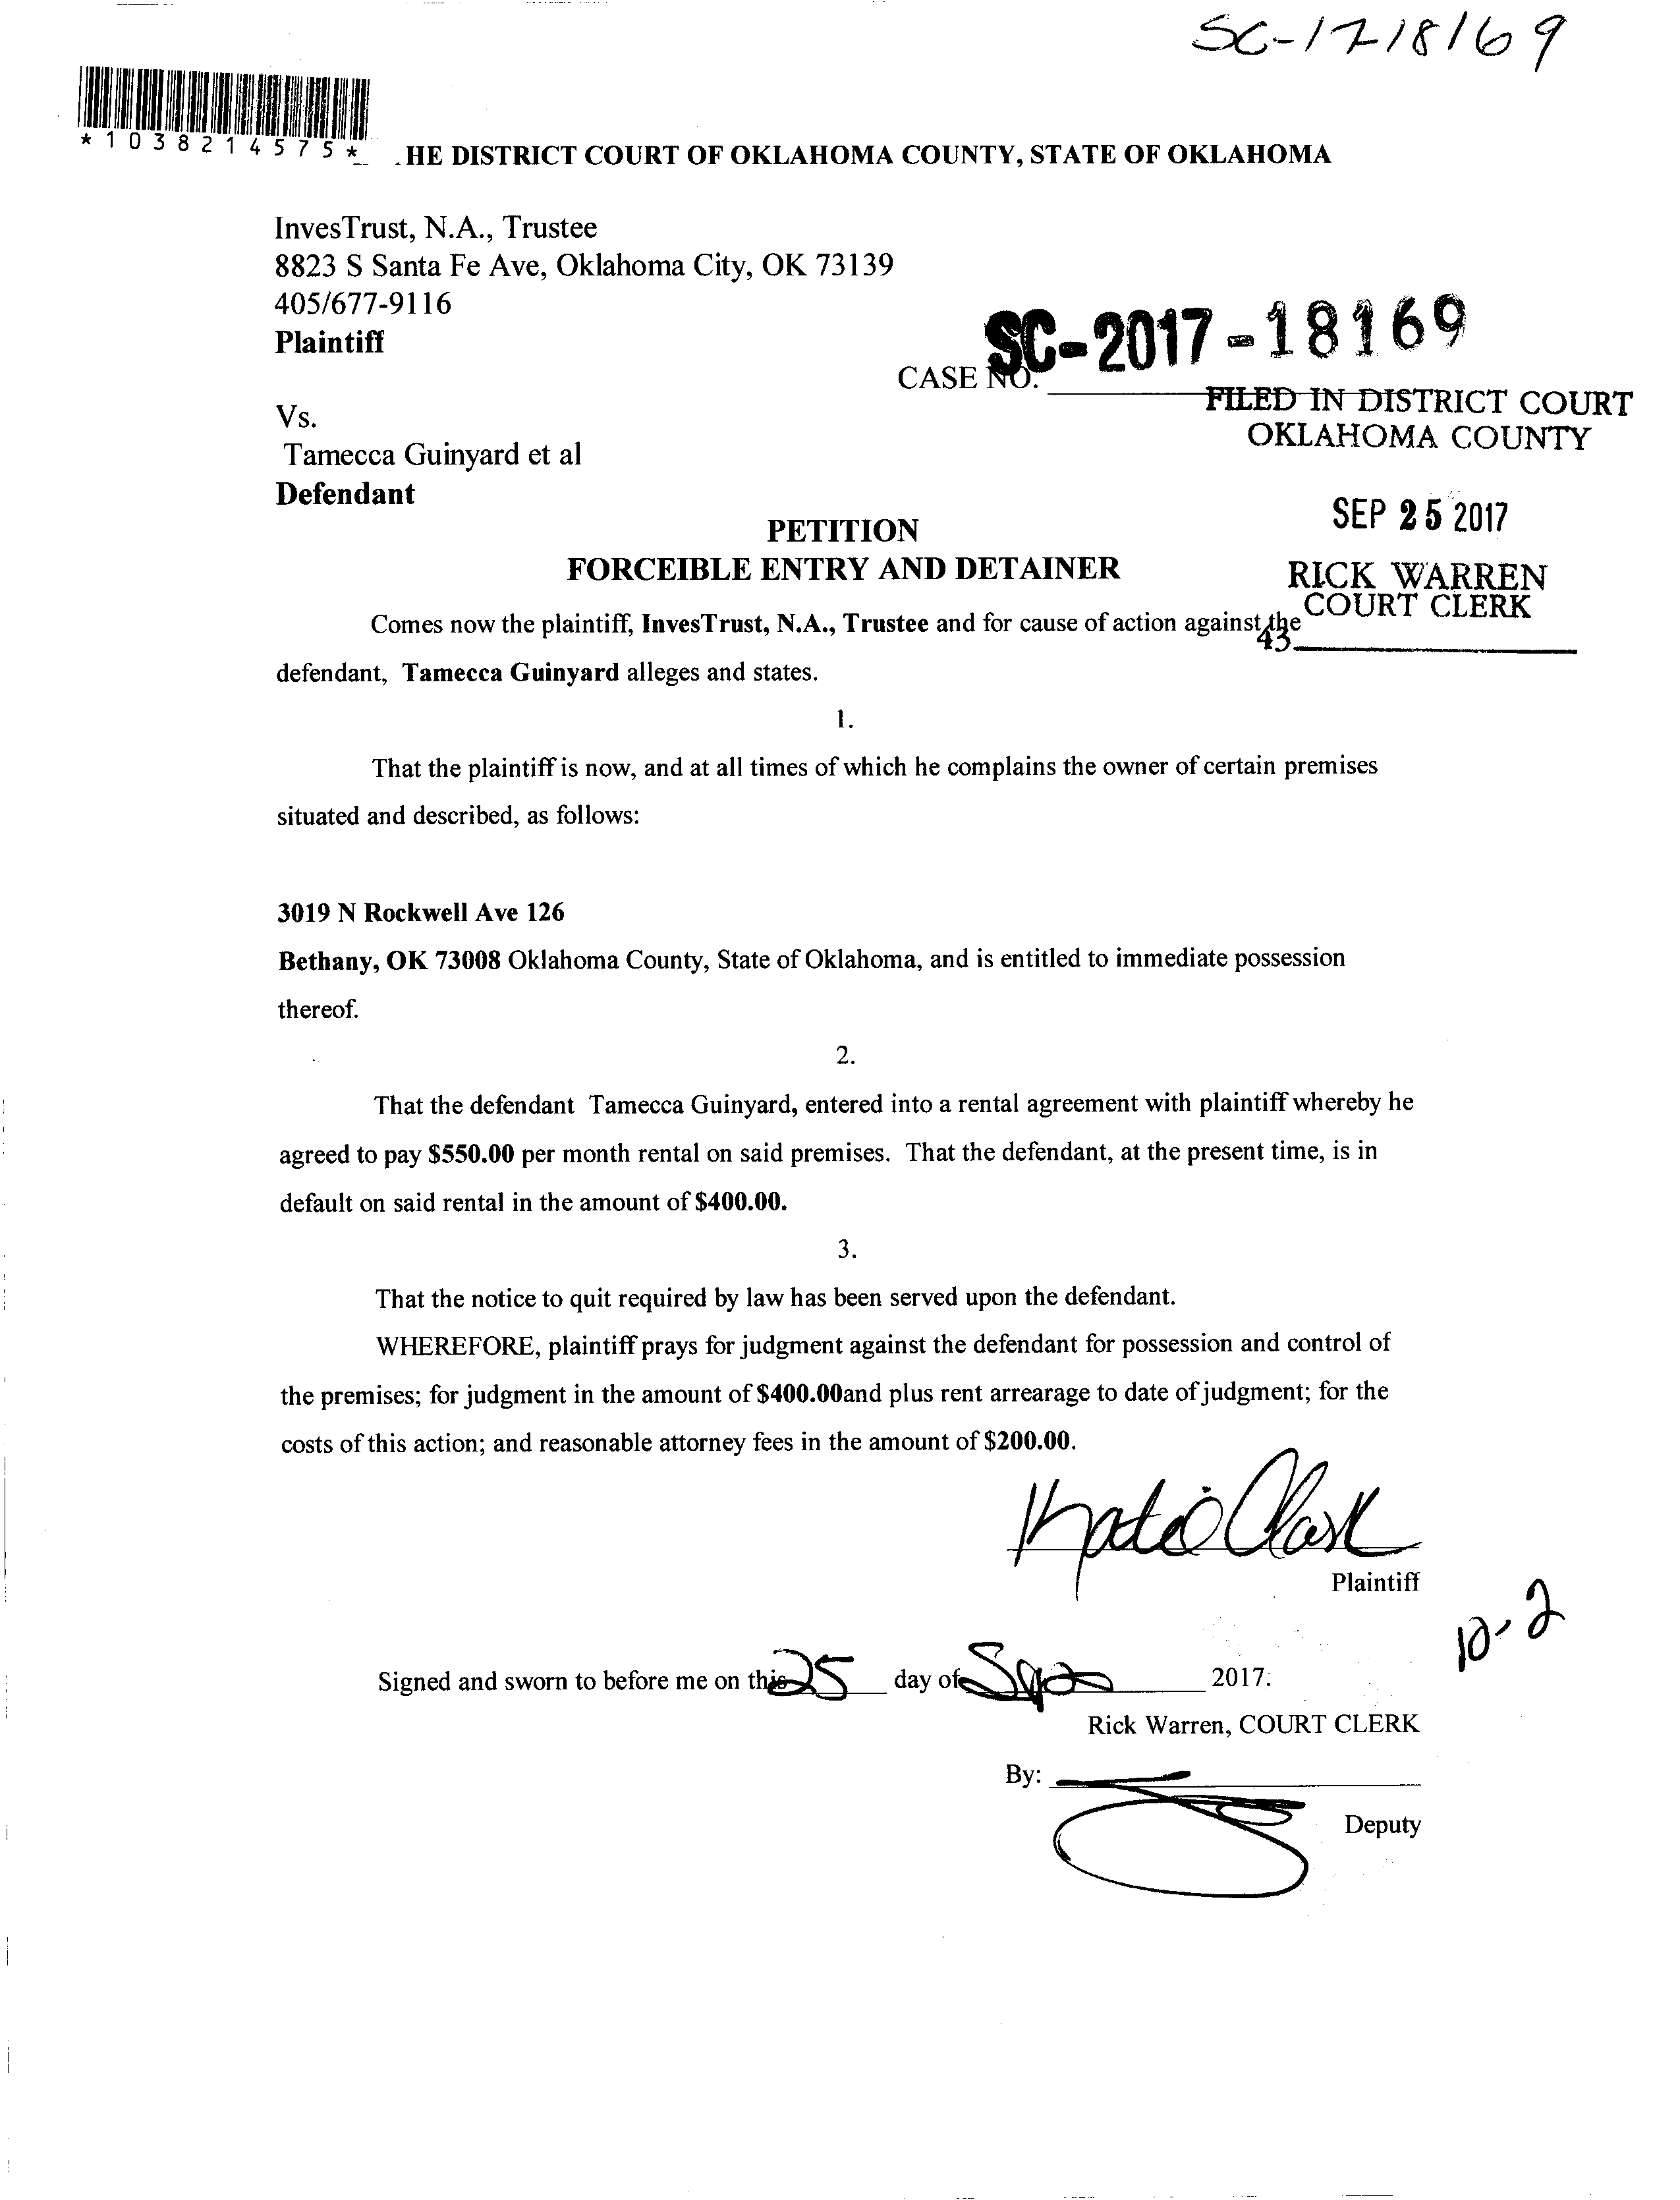 SC-1718169
*1038214575*
HE DISTRICT COURT OF OKLAHOMA COUNTY, STATE OF OKLAHOMA
InvesTrust, N.A., Trustee
8823 S Santa Fe Ave, Oklahoma City, OK 73139
405/677-9116
Plaintiff
SC-2017-18169
CASE NO.
FILED IN DISTRICT COURT
OKLAHOMA COUNTY
Vs.
Tamecca Guinyard et al
Defendant
SEP 25 2017
PETITION
FORCEIBLE ENTRY AND DETAINER
RICK WARREN
COURT CLERK
43
Comes now the plaintiff, InvesTrust, N.A., Trustee and for cause of action against the
defendant, Tamecca Guinyard alleges and states.
1.
That the plaintiff is now, and at all times of which he complains the owner of certain premises
situated and described, as follows:
3019 N Rockwell Ave 126
Bethany, OK 73008 Oklahoma County, State of Oklahoma, and is entitled to immediate possession
thereof.
2.
That the defendant Tamecca Guinyard, entered into a rental agreement with plaintiff whereby he
agreed to pay $550.00 per month rental on said premises. That the defendant, at the present time, is in
default on said rental in the amount of $400.00.
3.
That the notice to quit required by law has been served upon the defendant.
WHEREFORE, plaintiff prays for judgment against the defendant for possession and control of
the premises; for judgment in the amount of $400.00and plus rent arrearage to date of judgment; for the
costs of this action; and reasonable attorney fees in the amount of $200.00.
Katie Clark
Plaintiff
10-2
Signed and sworn to before me on this 25 day of 2017.
Rick Warren, COURT CLERK
By:
Deputy